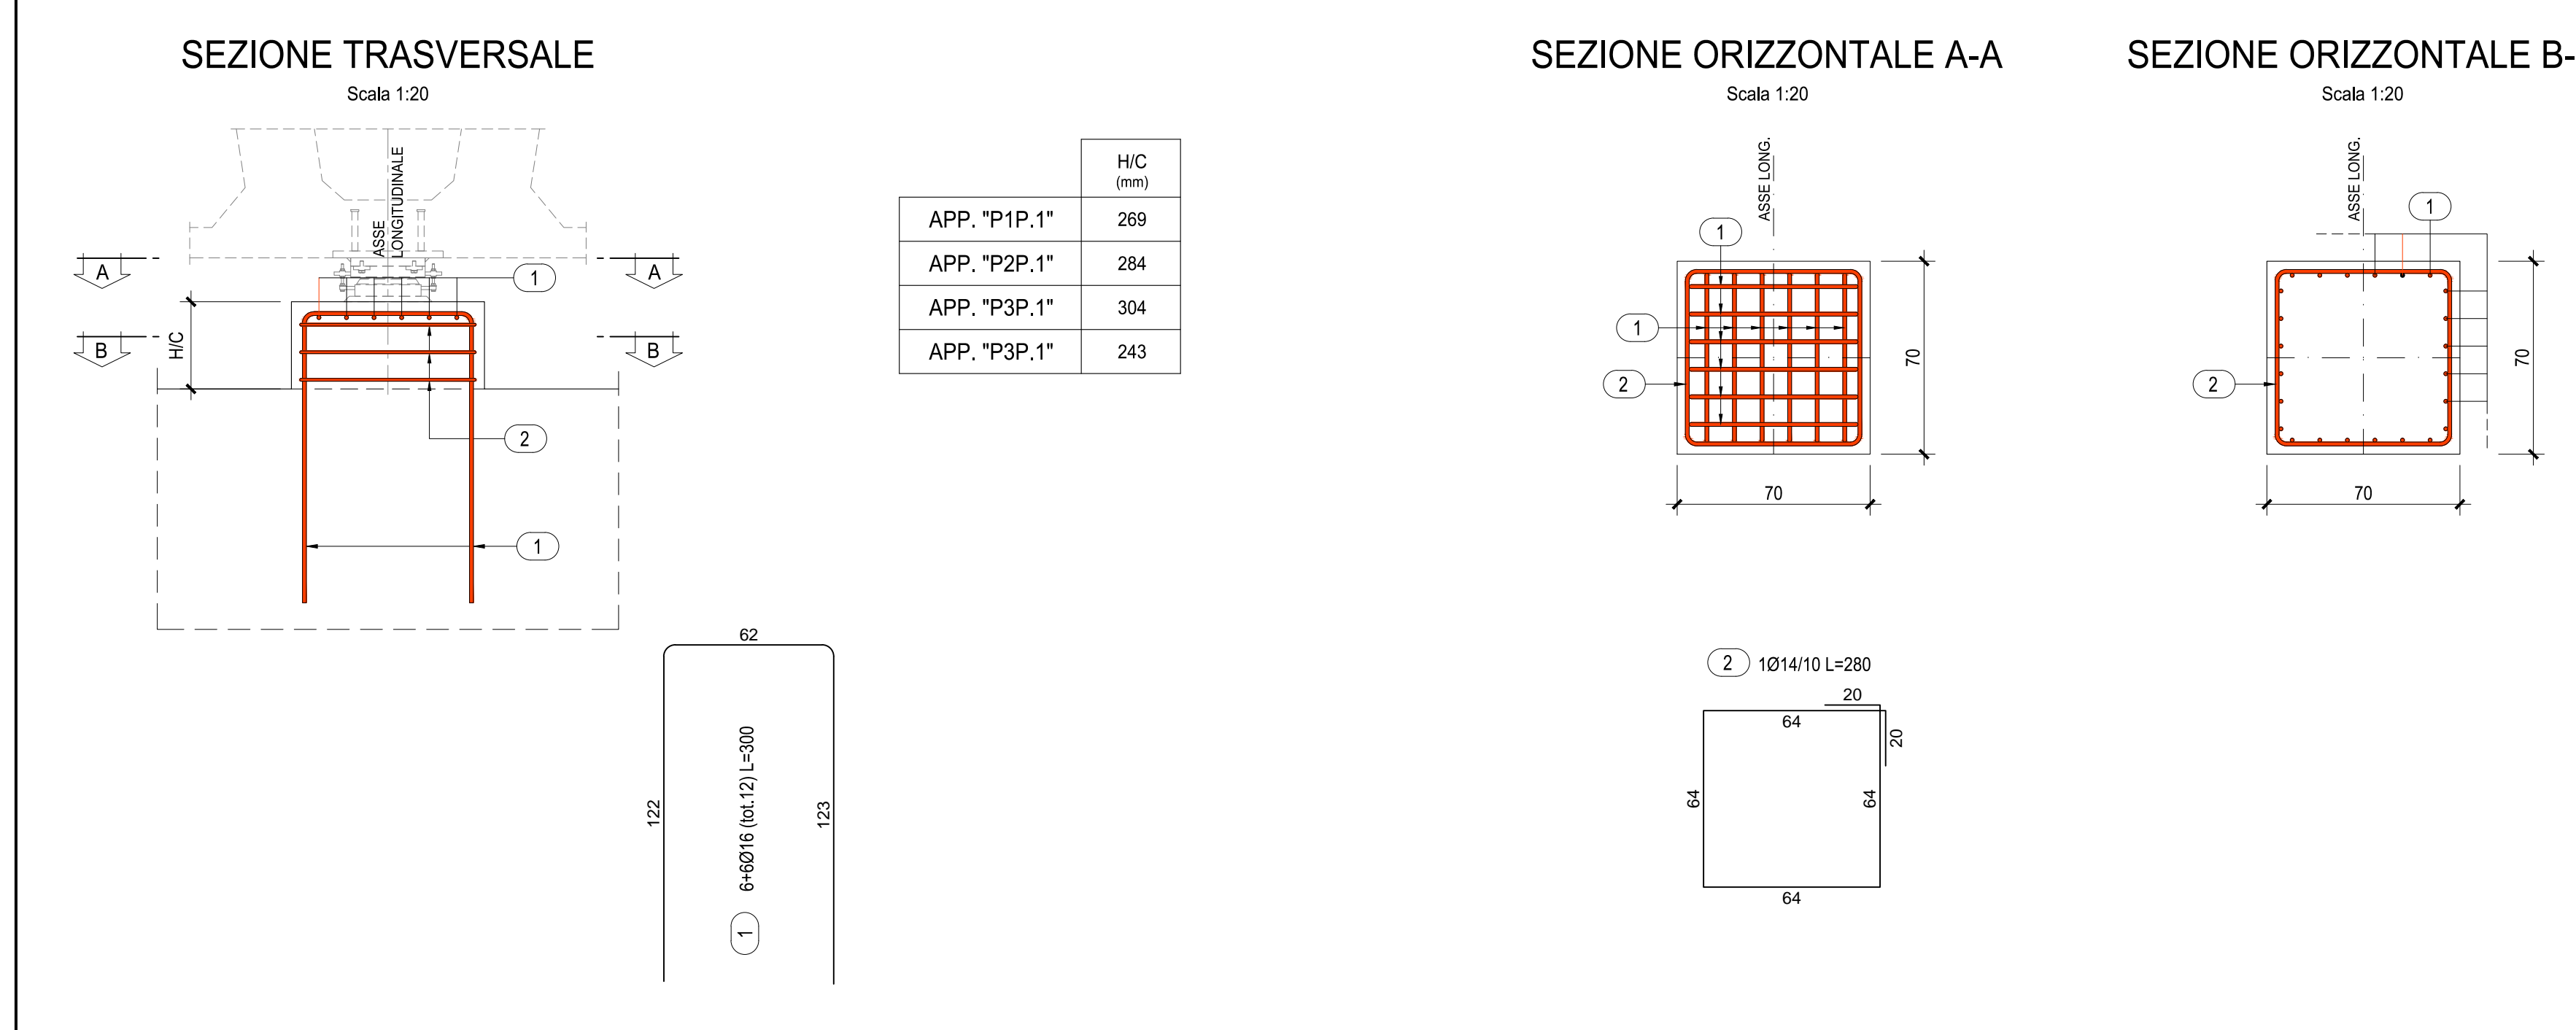 SEZIONE TRASVERSALE
Scala 1:20
ASSE
LONGITUDINALE
A
A
1
H/C
B
B
2
1
H/C
(mm)
APP. "P1P.1" 269
APP. "P2P.1" 284
APP. "P3P.1" 304
APP. "P3P.1" 243
62
122
123
1 6+6Ø16 (tot.12) L=300
SEZIONE ORIZZONTALE A-A
Scala 1:20
ASSE LONG.
1
1
2
70
70
2 1Ø14/10 L=280
20
64
20
64
64
64
SEZIONE ORIZZONTALE B-
Scala 1:20
ASSE LONG.
1
2
70
70